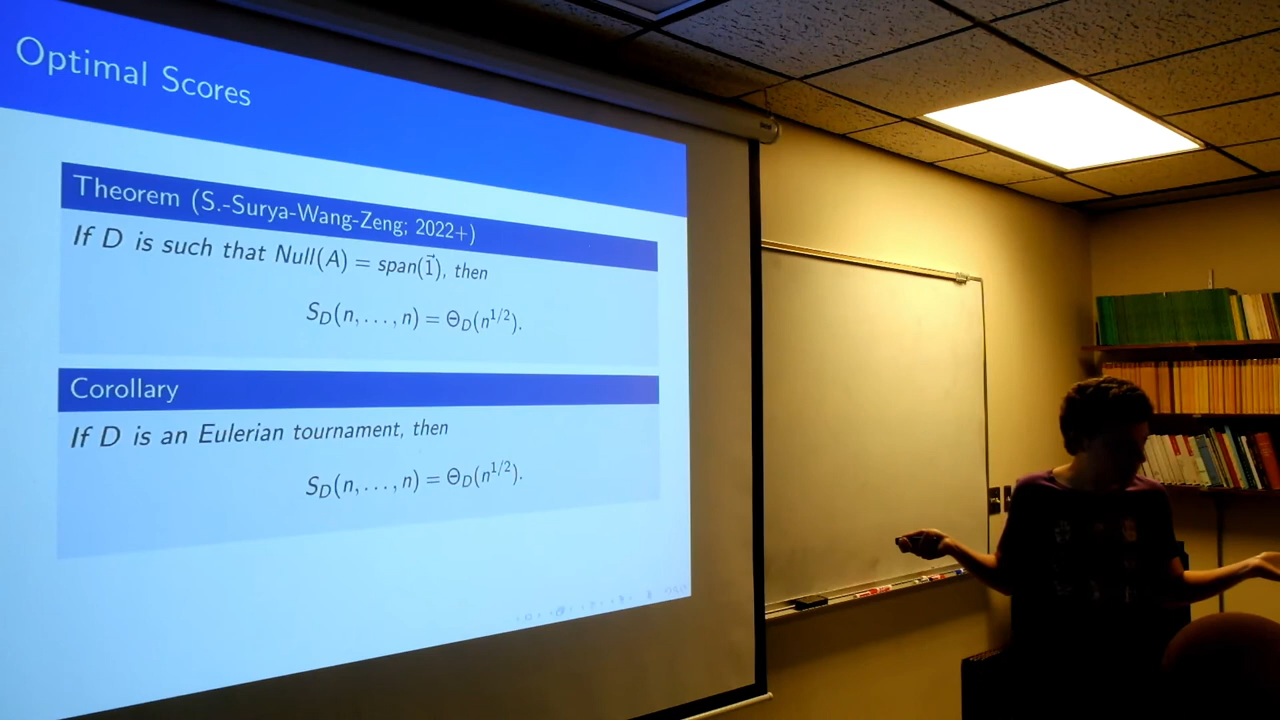 Optimal Scores
Theorem (S.-Surya-Wang-Zeng; 2022+)
If D is such that Null(A) = span(1⃗), then
S_D(n, . . . , n) = Θ_D(n^{1/2}).
Corollary
If D is an Eulerian tournament, then
S_D(n, . . . , n) = Θ_D(n^{1/2}).